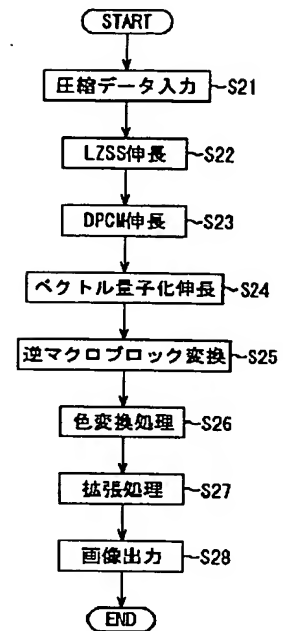 START
圧縮データ入力 ~S21
LZSS伸長 ~S22
DPCM伸長 ~S23
ベクトル量子化伸長 ~S24
逆マクロブロック変換 ~S25
色変換処理 ~S26
拡張処理 ~S27
画像出力 ~S28
END